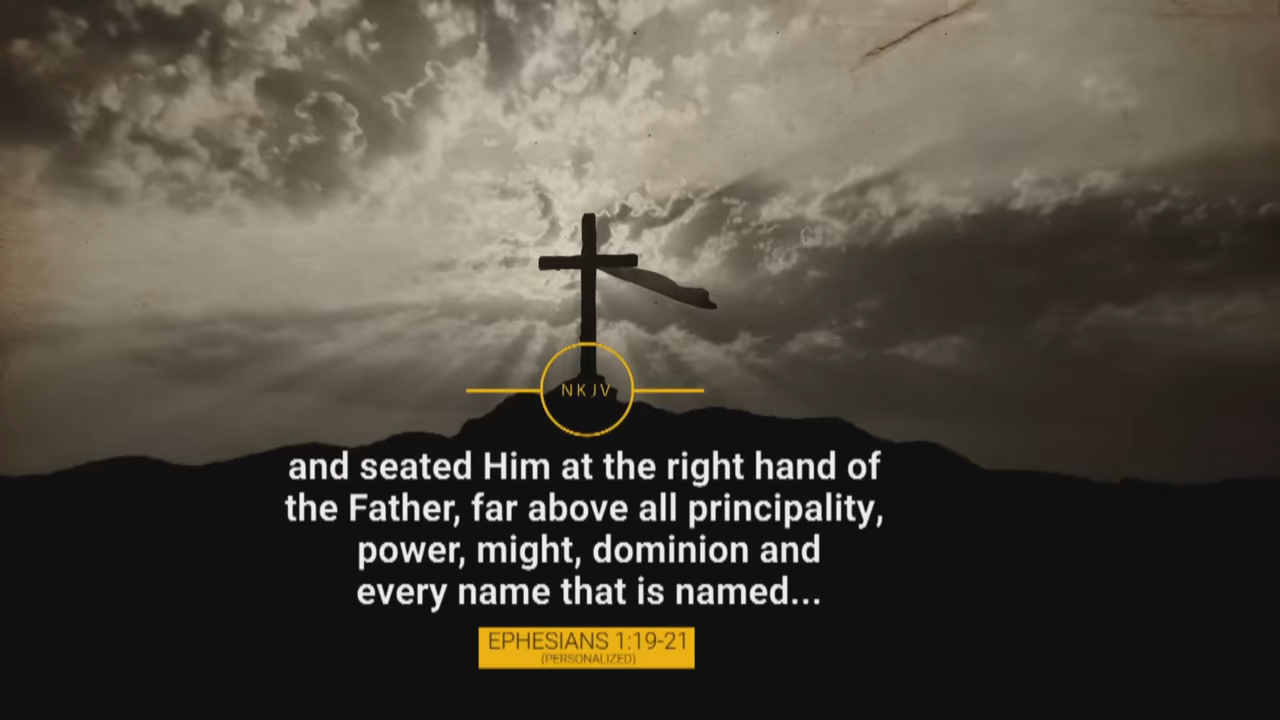 NKJV
and seated Him at the right hand of
the Father, far above all principality,
power, might, dominion and
every name that is named...
EPHESIANS 1:19-21
(PERSONALIZED)